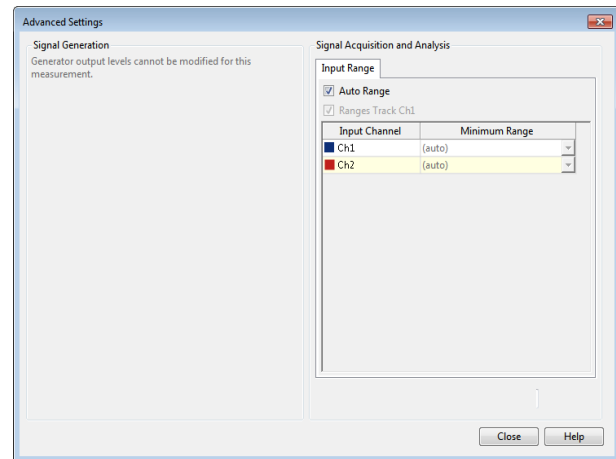 Advanced Settings
Signal Generation
Generator output levels cannot be modified for this
measurement.
Signal Acquisition and Analysis
Input Range
Auto Range
Ranges Track Ch1
Input Channel Minimum Range
Ch1 (auto)
Ch2 (auto)
Close Help